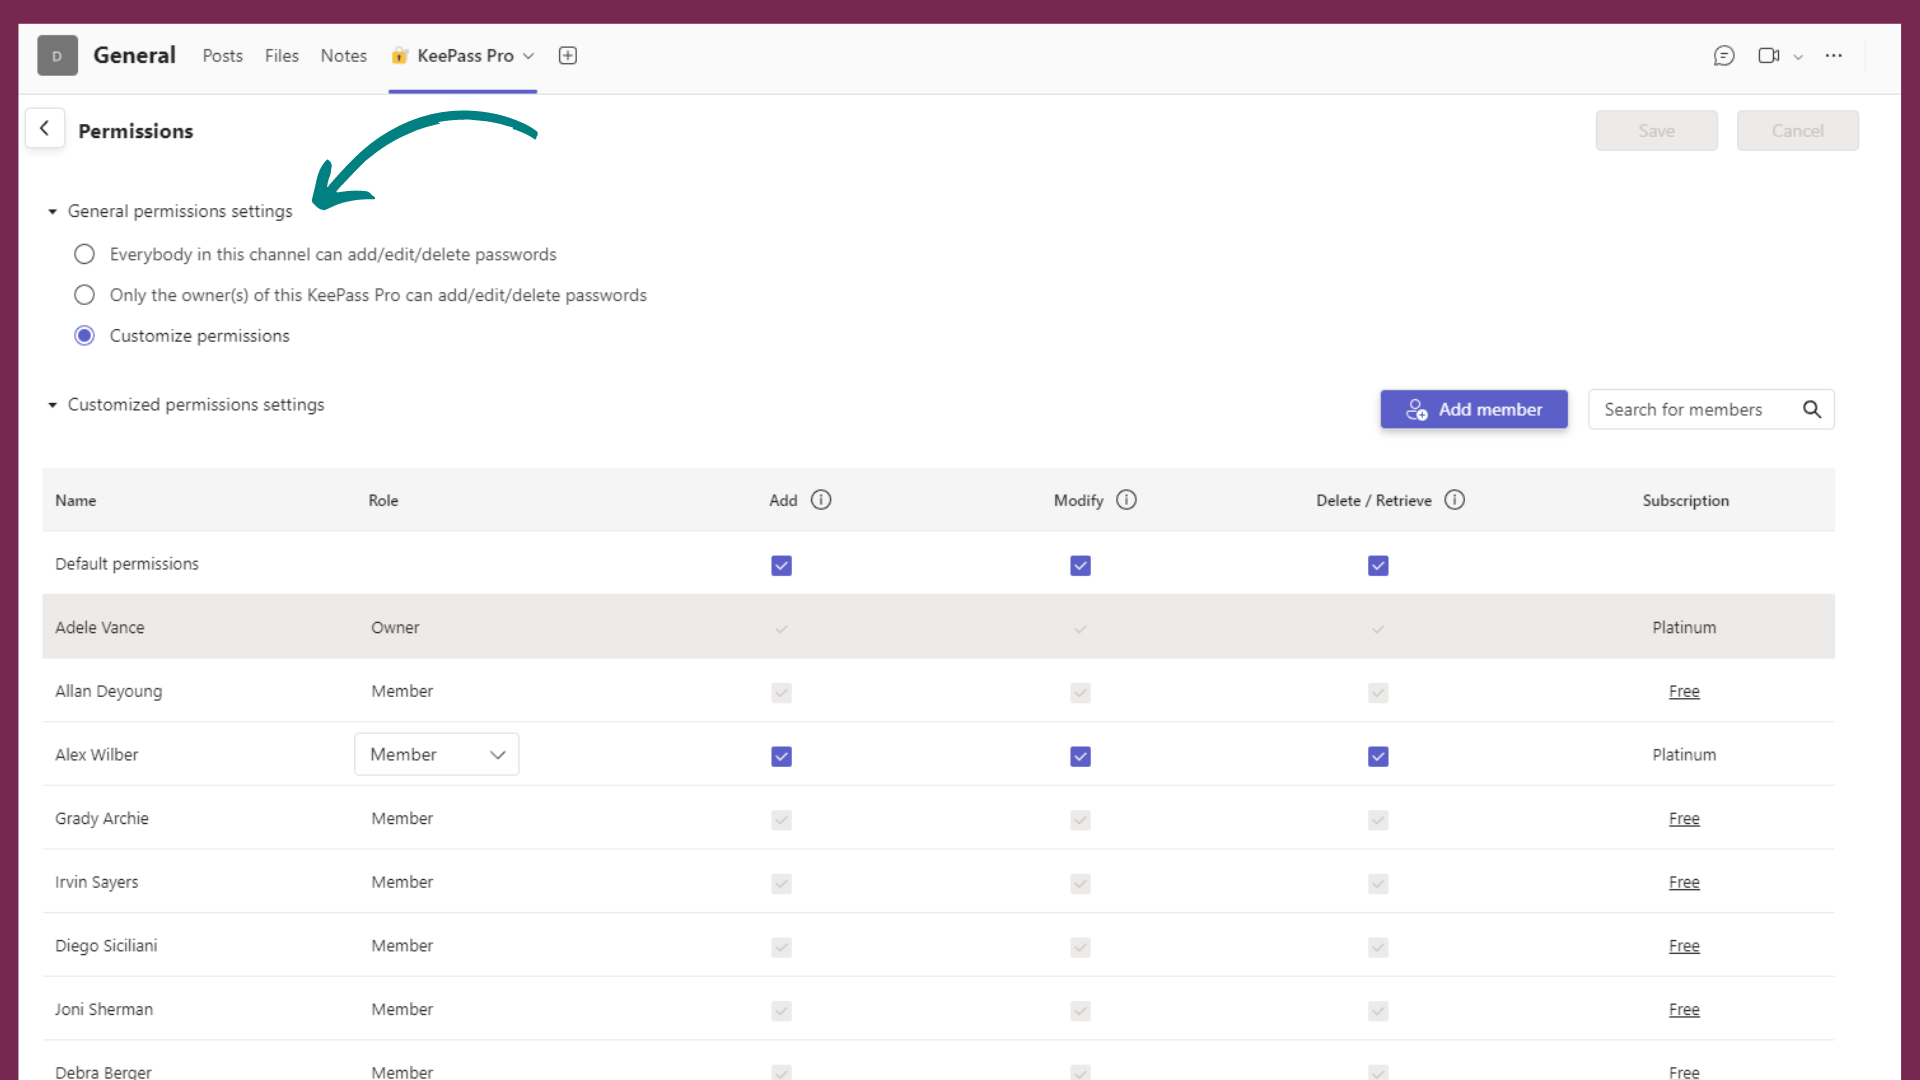 D General Posts Files Notes KeePass Pro
Permissions Save Cancel
General permissions settings
Everybody in this channel can add/edit/delete passwords
Only the owner(s) of this KeePass Pro can add/edit/delete passwords
Customize permissions
Customized permissions settings Add member Search for members
Name Role Add Modify Delete / Retrieve Subscription
Default permissions
Adele Vance Owner Platinum
Allan Deyoung Member Free
Alex Wilber Member Platinum
Grady Archie Member Free
Irvin Sayers Member Free
Diego Siciliani Member Free
Joni Sherman Member Free
Debra Berger Member Free